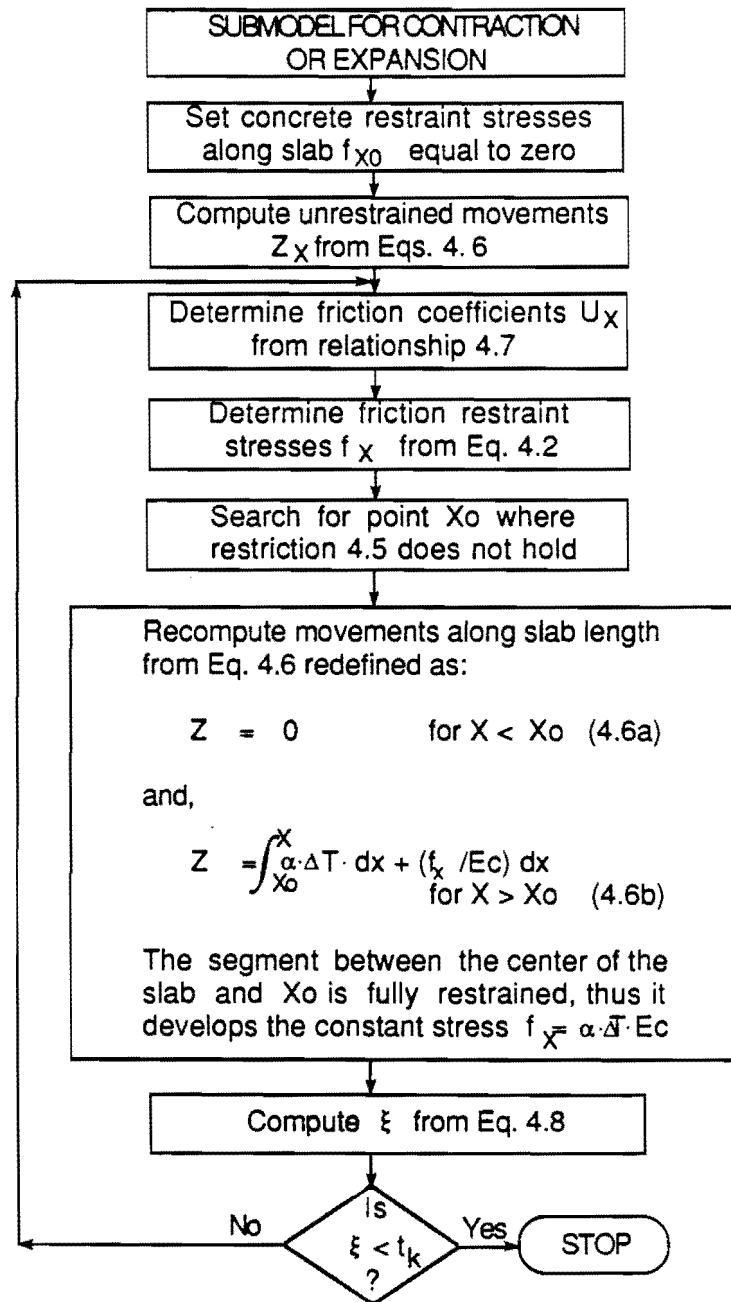 SUBMODEL FOR CONTRACTION
OR EXPANSION
Set concrete restraint stresses
along slab f X0 equal to zero
Compute unrestrained movements
Z X from Eqs. 4. 6
Determine friction coefficients U X
from relationship 4.7
Determine friction restraint
stresses f X from Eq. 4.2
Search for point Xo where
restriction 4.5 does not hold
Recompute movements along slab length
from Eq. 4.6 redefined as:
Z = 0 for X < Xo (4.6a)
and,
Z = ∫ X Xo α·ΔT· dx + (f x /Ec) dx
for X > Xo (4.6b)
The segment between the center of the
slab and Xo is fully restrained, thus it
develops the constant stress f X = α·ΔT·Ec
Compute ξ from Eq. 4.8
Is
No ξ < t k Yes STOP
?